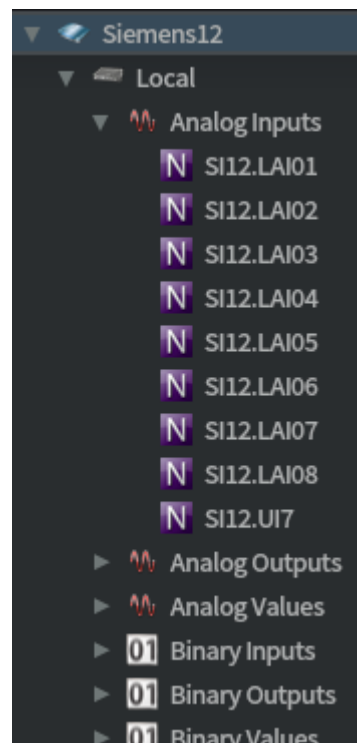 Siemens12
Local
Analog Inputs
N SI12.LAI01
N SI12.LAI02
N SI12.LAI03
N SI12.LAI04
N SI12.LAI05
N SI12.LAI06
N SI12.LAI07
N SI12.LAI08
N SI12.UI7
Analog Outputs
Analog Values
01 Binary Inputs
01 Binary Outputs
01 Binary Values